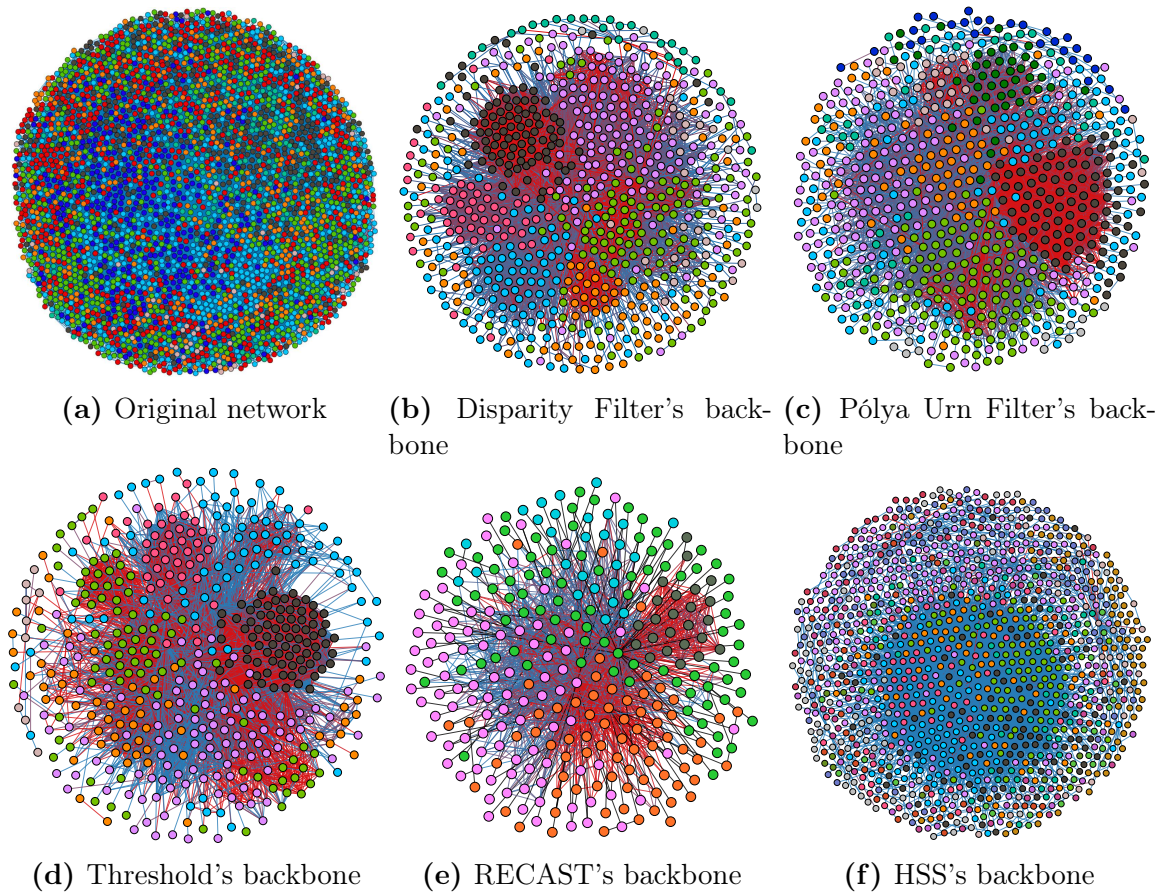 (a) Original network
(b) Disparity Filter's back-
bone
(c) Pólya Urn Filter's back-
bone
(d) Threshold's backbone
(e) RECAST's backbone
(f) HSS's backbone